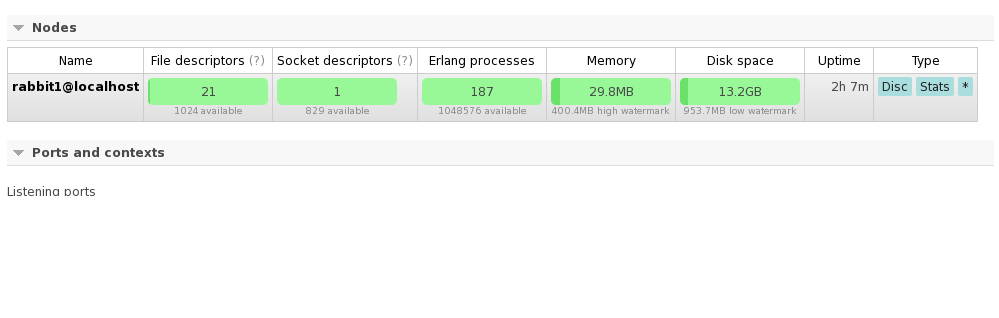 Nodes
Name File descriptors (?) Socket descriptors (?) Erlang processes Memory Disk space Uptime Type
rabbit1@localhost 21 1 187 29.8MB 13.2GB 2h 7m Disc Stats *
1024 available 829 available 1048576 available 400.4MB high watermark 953.7MB low watermark
Ports and contexts
Listening ports